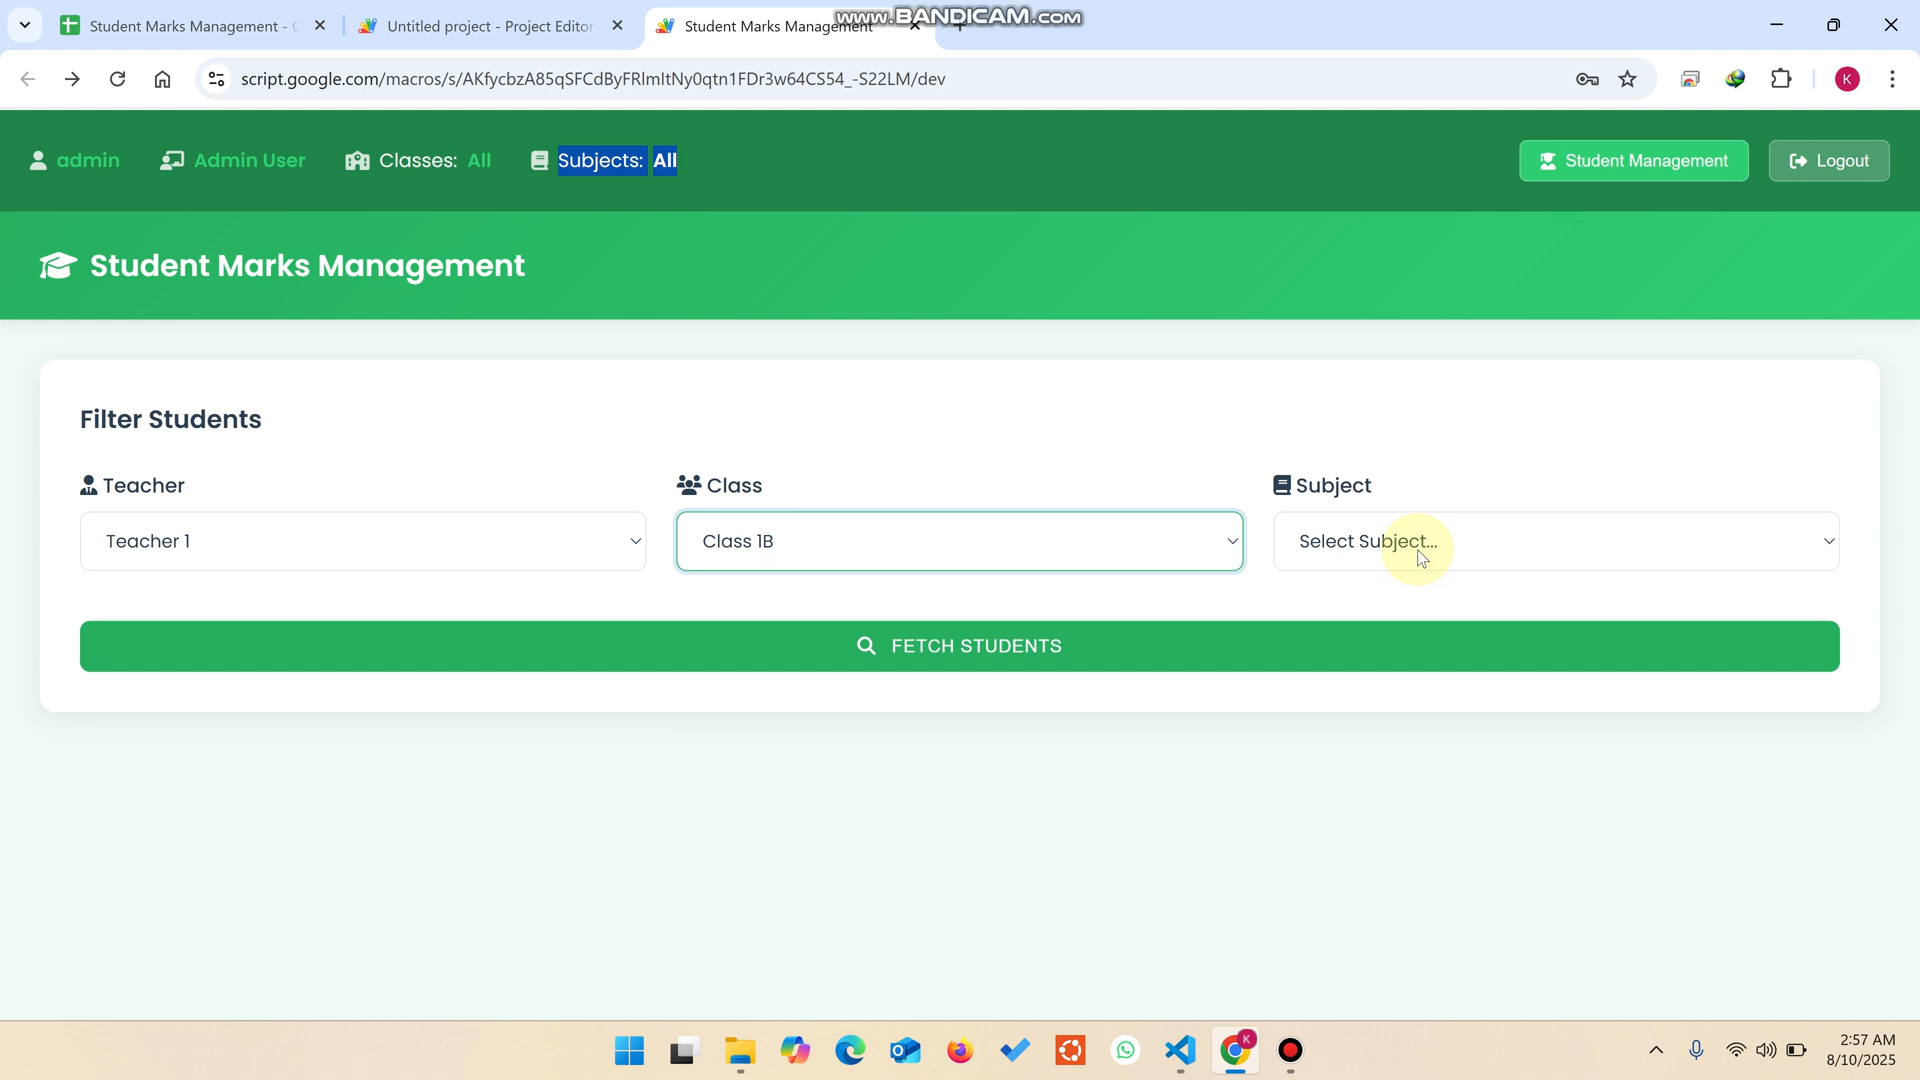 www.BANDICAM.com
Student Marks Management -
Untitled project - Project Editor
Student Marks Management
script.google.com/macros/s/AKfycbzA85qSFCdByFRlmItNy0qtn1FDr3w64CS54_-S22LM/dev
K
admin
Admin User
Classes: All
Subjects: All
Student Management
Logout
Student Marks Management
Filter Students
Teacher
Class
Subject
Teacher 1
Class 1B
Select Subject...
FETCH STUDENTS
K
2:57 AM
8/10/2025